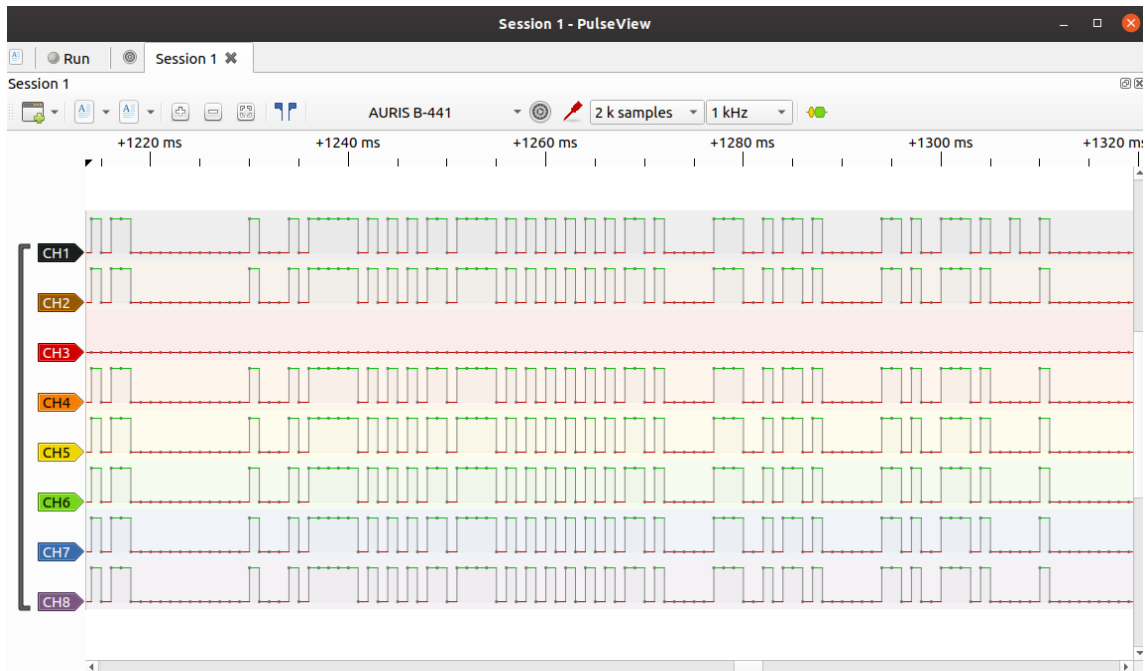 Session 1 - PulseView
Run
Session 1
Session 1
AURIS B-441 2 k samples 1 kHz
+1220 ms +1240 ms +1260 ms +1280 ms +1300 ms +1320 m
CH1
CH2
CH3
CH4
CH5
CH6
CH7
CH8